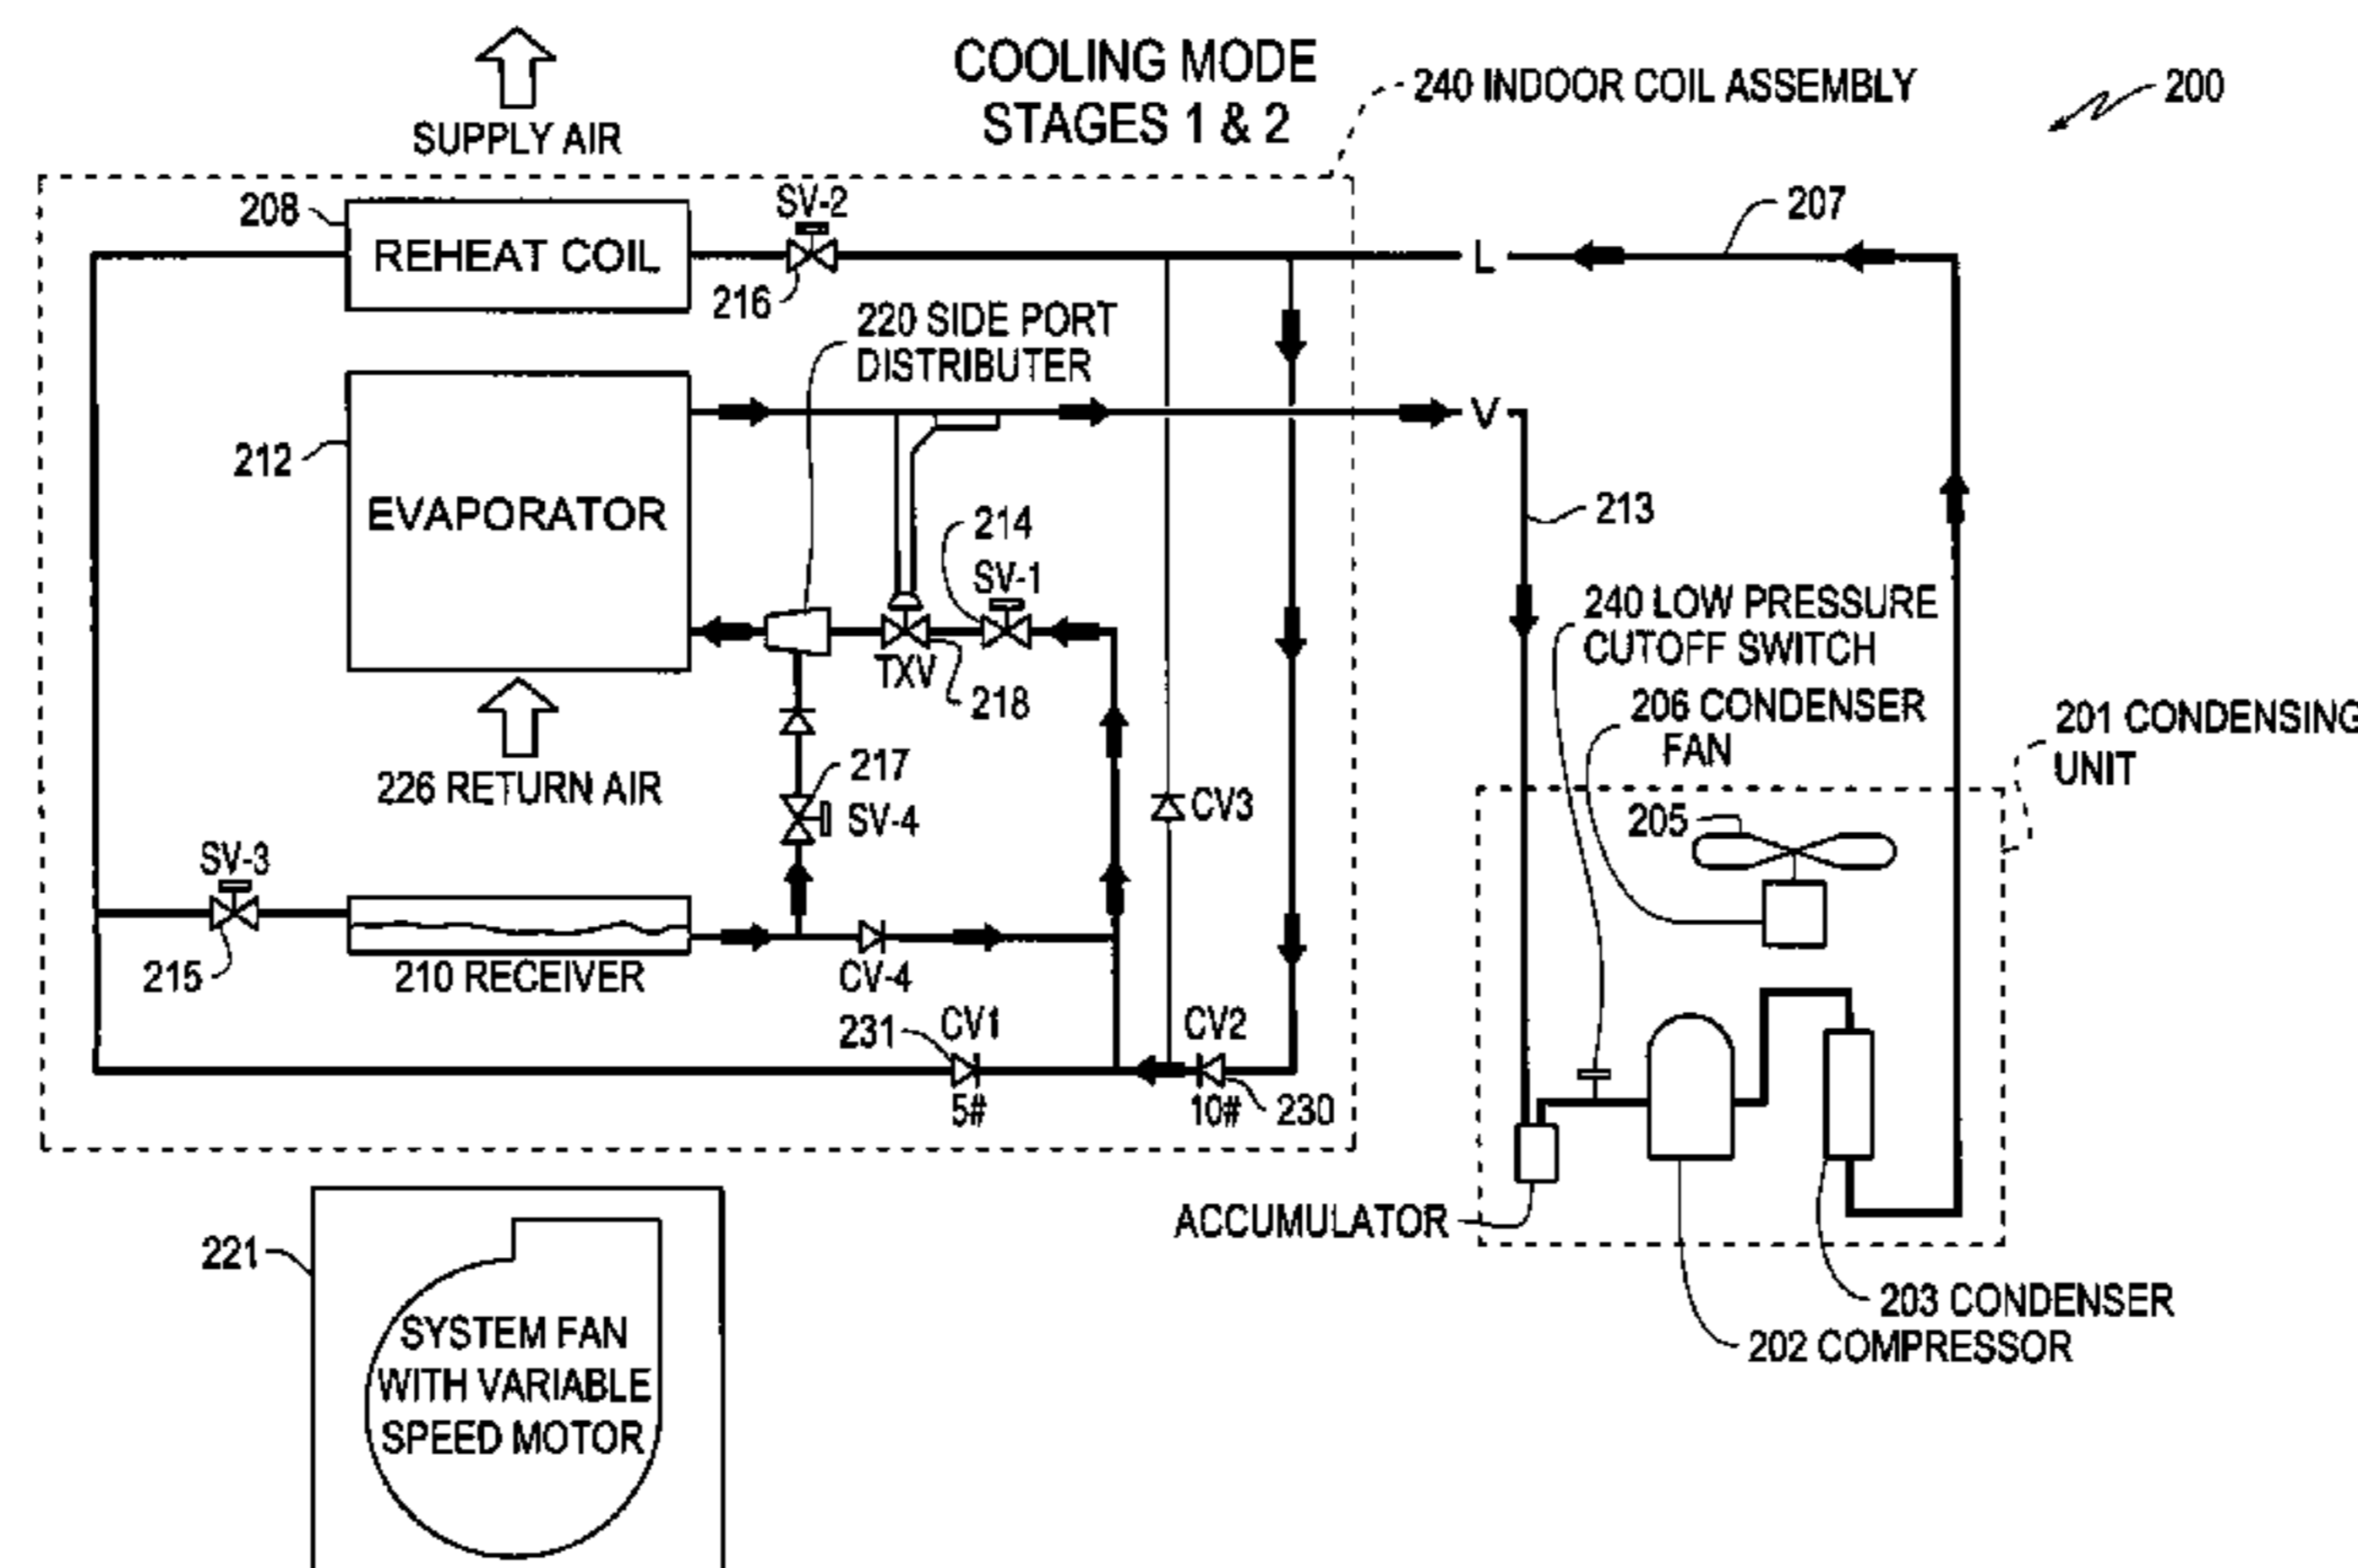 COOLING MODE
STAGES 1 & 2
240 INDOOR COIL ASSEMBLY
200
SUPPLY AIR
208
REHEAT COIL
SV-2
216
L
207
220 SIDE PORT
DISTRIBUTER
212
EVAPORATOR
V
213
214
SV-1
TXV
218
240 LOW PRESSURE
CUTOFF SWITCH
206 CONDENSER
FAN
201 CONDENSING
UNIT
226 RETURN AIR
217
SV-4
CV3
205
SV-3
215
210 RECEIVER
CV-4
231
CV1
5#
CV2
10#
230
ACCUMULATOR
203 CONDENSER
202 COMPRESSOR
221
SYSTEM FAN
WITH VARIABLE
SPEED MOTOR